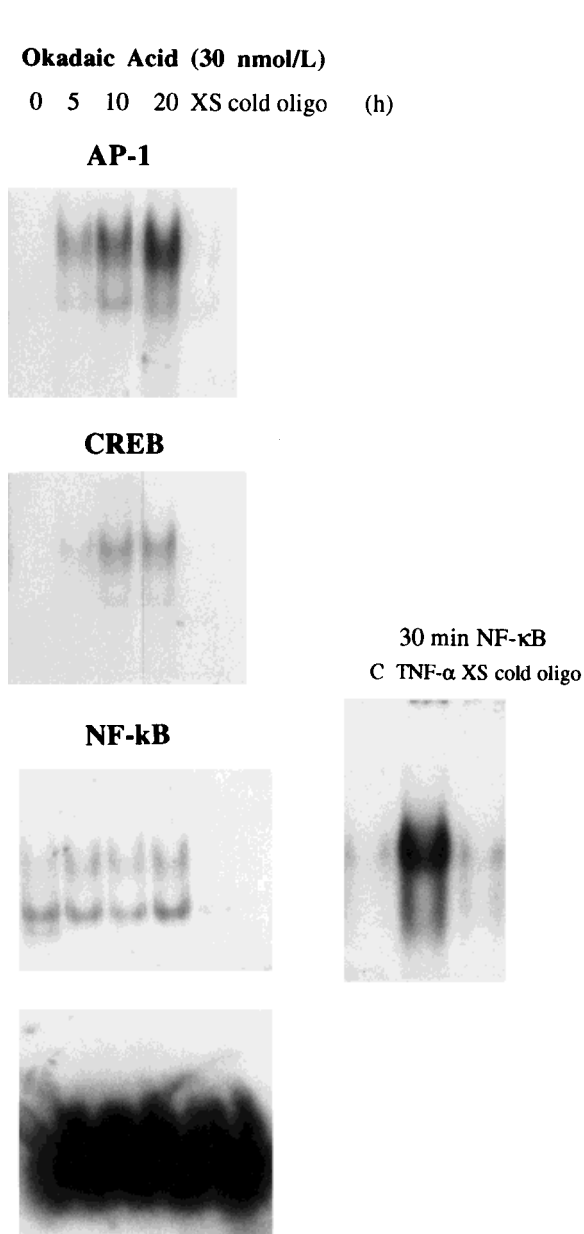 Okadaic Acid (30 nmol/L)
0 5 10 20 XS cold oligo (h)
AP-1
CREB
30 min NF-κB
C TNF-α XS cold oligo
NF-kB